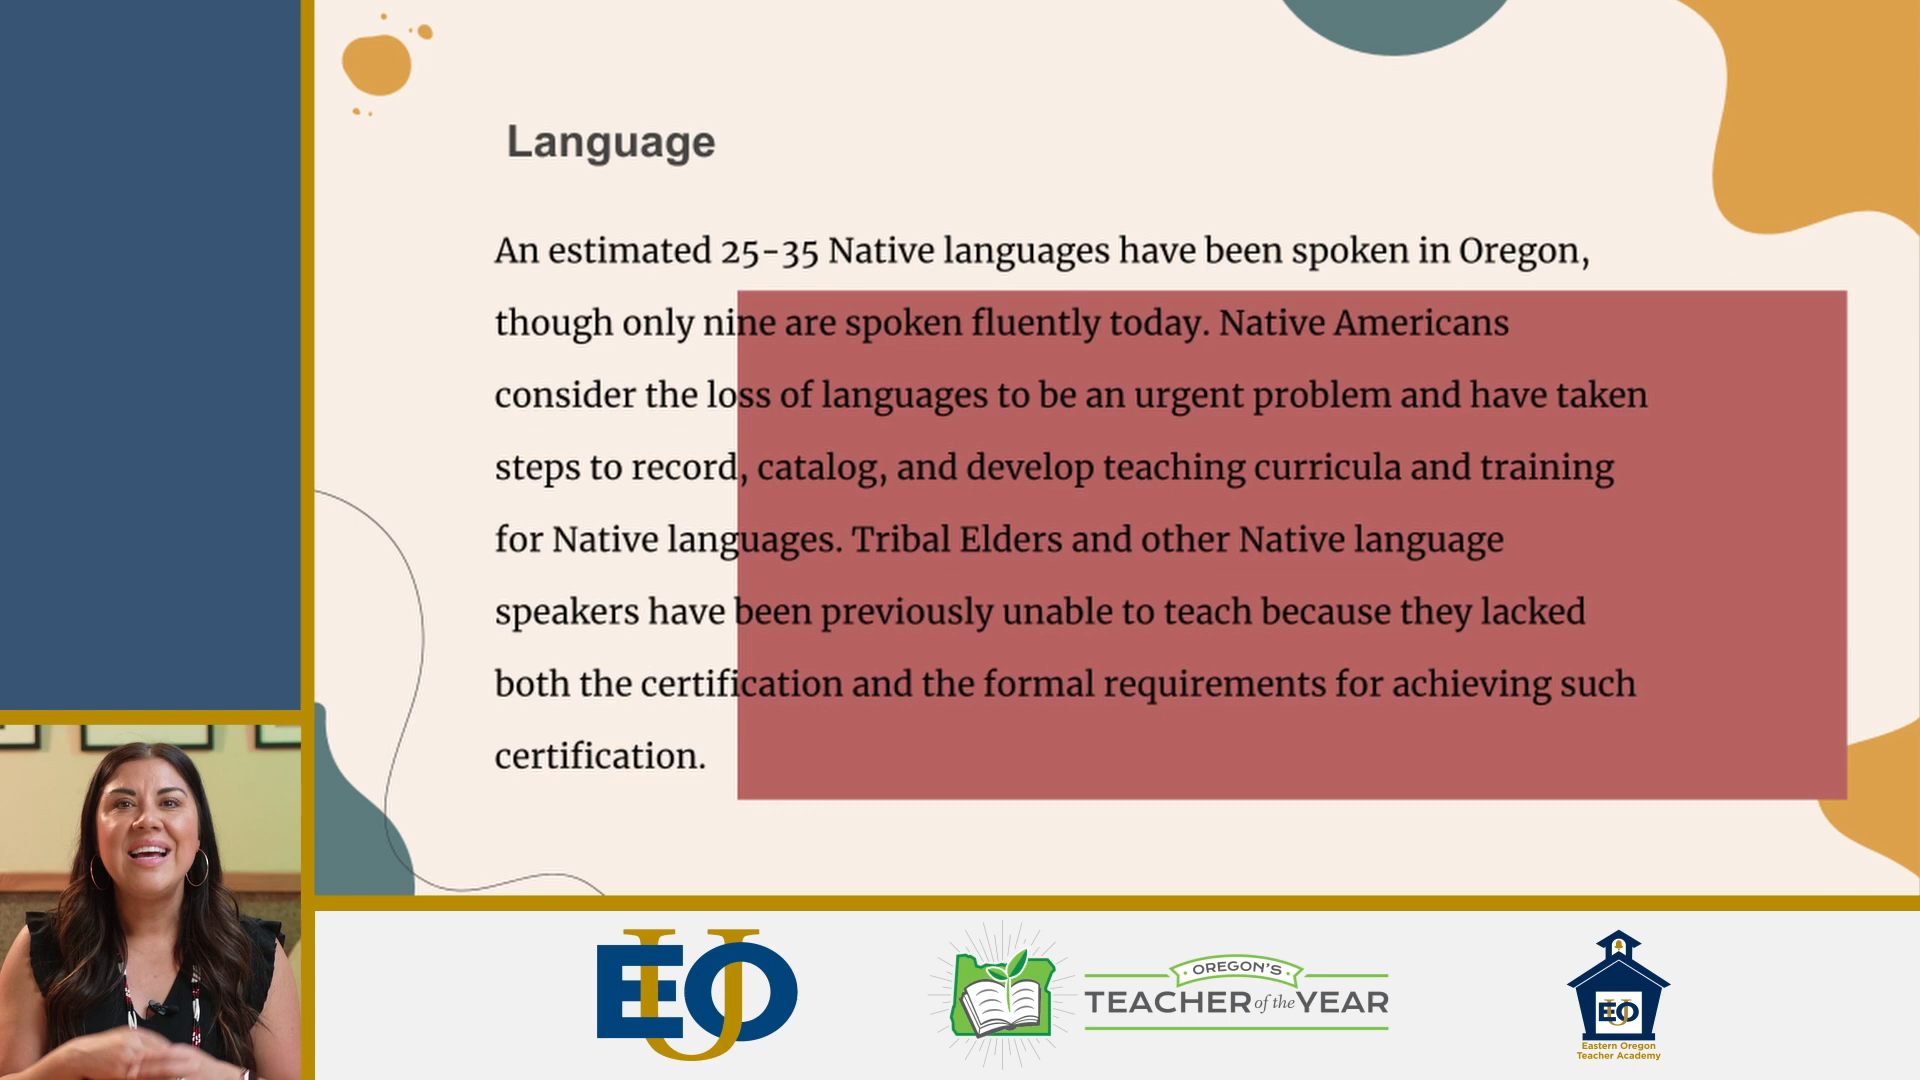 Language
An estimated 25-35 Native languages have been spoken in Oregon,
though only nine are spoken fluently today. Native Americans
consider the loss of languages to be an urgent problem and have taken
steps to record, catalog, and develop teaching curricula and training
for Native languages. Tribal Elders and other Native language
speakers have been previously unable to teach because they lacked
both the certification and the formal requirements for achieving such
certification.
EOU
OREGON'S
TEACHER of the YEAR
EOU
Eastern Oregon
Teacher Academy